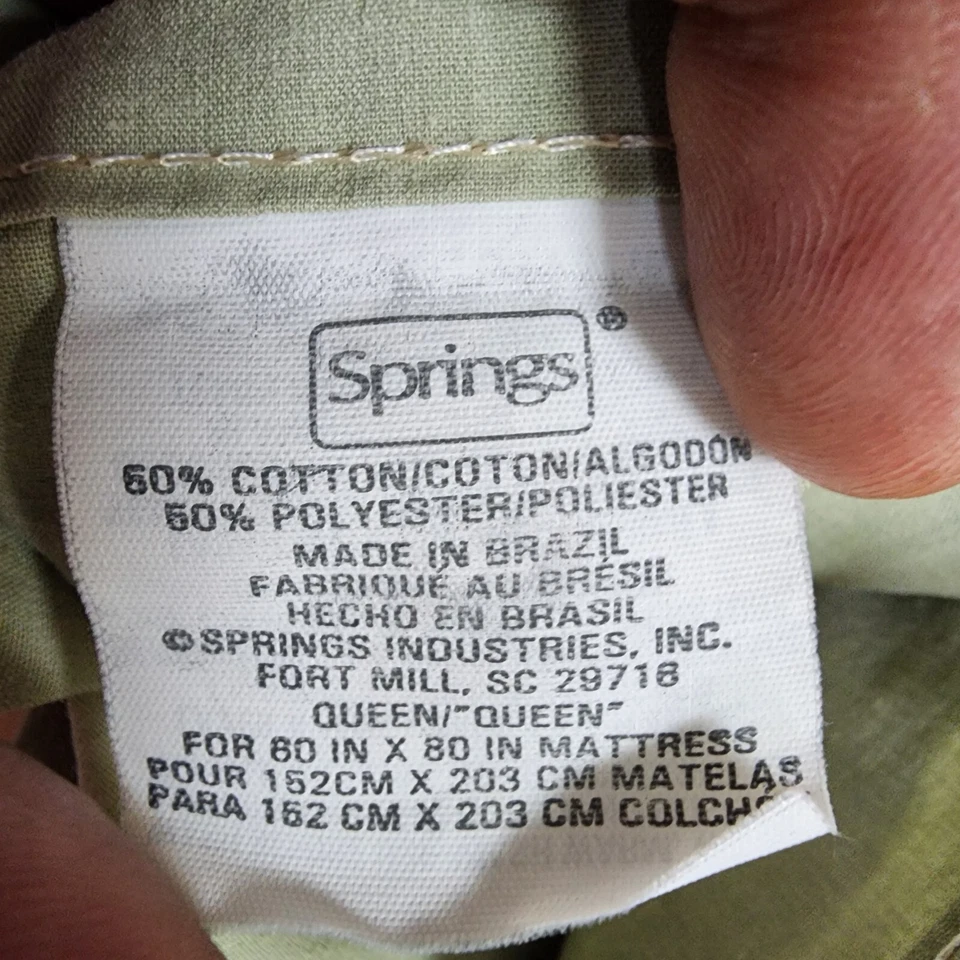 Springs®
50% COTTON/COTON/ALGODÓN
50% POLYESTER/POLIESTER
MADE IN BRAZIL
FABRIQUÉ AU BRÉSIL
HECHO EN BRASIL
©SPRINGS INDUSTRIES, INC.
FORT MILL, SC 29716
QUEEN/"QUEEN"
FOR 60 IN X 80 IN MATTRESS
POUR 152CM X 203 CM MATELAS
PARA 152 CM X 203 CM